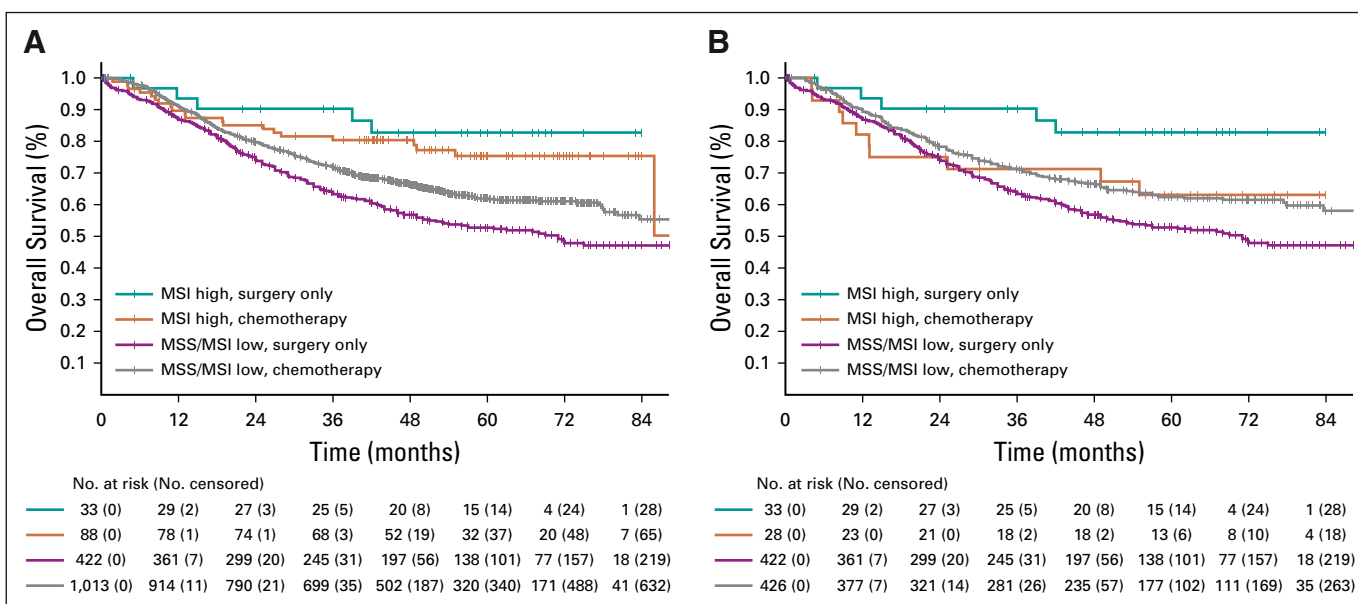 A
Overall Survival (%)
1.0
0.9
0.8
0.7
0.6
0.5
0.4
0.3
0.2
0.1
MSI high, surgery only
MSI high, chemotherapy
MSS/MSI low, surgery only
MSS/MSI low, chemotherapy
0 12 24 36 48 60 72 84
Time (months)
No. at risk (No. censored)
33 (0) 29 (2) 27 (3) 25 (5) 20 (8) 15 (14) 4 (24) 1 (28)
88 (0) 78 (1) 74 (1) 68 (3) 52 (19) 32 (37) 20 (48) 7 (65)
422 (0) 361 (7) 299 (20) 245 (31) 197 (56) 138 (101) 77 (157) 18 (219)
1,013 (0) 914 (11) 790 (21) 699 (35) 502 (187) 320 (340) 171 (488) 41 (632)
B
Overall Survival (%)
1.0
0.9
0.8
0.7
0.6
0.5
0.4
0.3
0.2
0.1
MSI high, surgery only
MSI high, chemotherapy
MSS/MSI low, surgery only
MSS/MSI low, chemotherapy
0 12 24 36 48 60 72 84
Time (months)
No. at risk (No. censored)
33 (0) 29 (2) 27 (3) 25 (5) 20 (8) 15 (14) 4 (24) 1 (28)
28 (0) 23 (0) 21 (0) 18 (2) 18 (2) 13 (6) 8 (10) 4 (18)
422 (0) 361 (7) 299 (20) 245 (31) 197 (56) 138 (101) 77 (157) 18 (219)
426 (0) 377 (7) 321 (14) 281 (26) 235 (57) 177 (102) 111 (169) 35 (263)